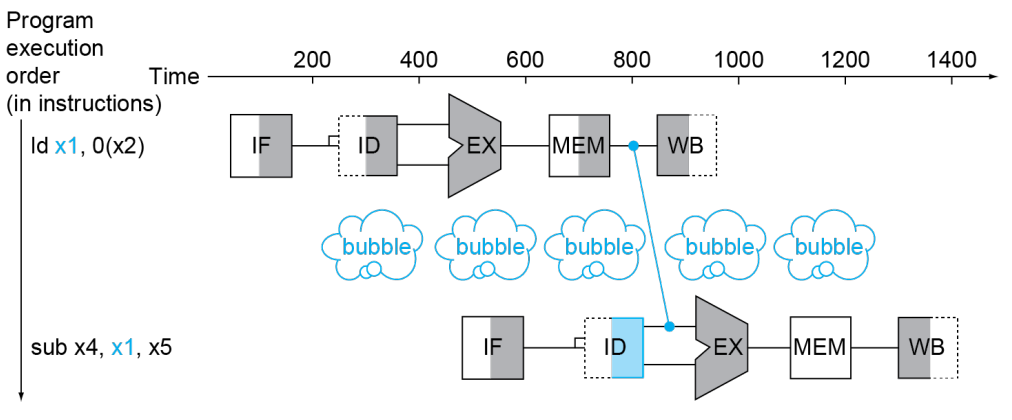 Program
execution
order
(in instructions)
Time
200 400 600 800 1000 1200 1400
ld x1, 0(x2)
IF ID EX MEM WB
bubble bubble bubble bubble bubble
sub x4, x1, x5
IF ID EX MEM WB